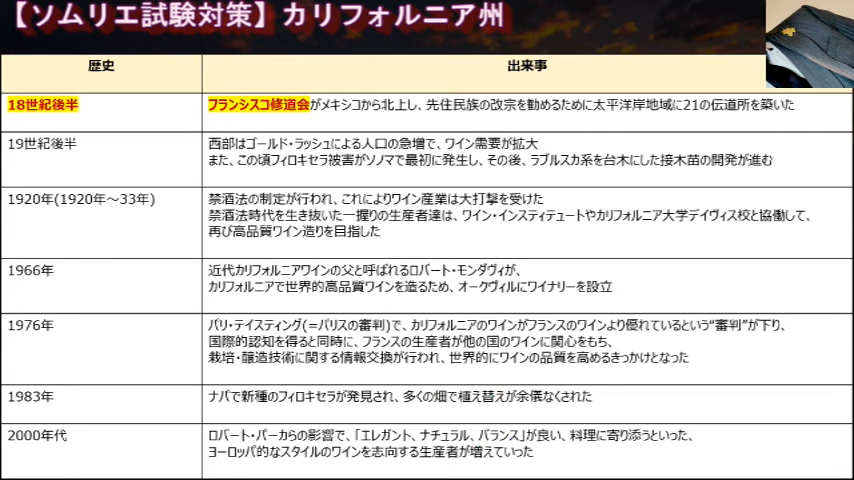 【ソムリエ試験対策】カリフォルニア州
歴史
出来事
18世紀後半
フランシスコ修道会がメキシコから北上し、先住民族の改宗を勧めるために太平洋岸地域に21の伝道所を築いた
19世紀後半
西部はゴールド・ラッシュによる人口の急増で、ワイン需要が拡大
また、この頃フィロキセラ被害がソノマで最初に発生し、その後、ラブルスカ系を台木にした接木苗の開発が進む
1920年(1920年～33年)
禁酒法の制定が行われ、これによりワイン産業は大打撃を受けた
禁酒法時代を生き抜いた一握りの生産者達は、ワイン・インスティテュートやカリフォルニア大学デイヴィス校と協働して、
再び高品質ワイン造りを目指した
1966年
近代カリフォルニアワインの父と呼ばれるロバート・モンダヴィが、
カリフォルニアで世界的高品質ワインを造るため、オークヴィルにワイナリーを設立
1976年
パリ・テイスティング(=パリスの審判)で、カリフォルニアのワインがフランスのワインより優れているという“審判”が下り、
国際的認知を得ると同時に、フランスの生産者が他の国のワインに関心をもち、
栽培・醸造技術に関する情報交換が行われ、世界的にワインの品質を高めるきっかけとなった
1983年
ナパで新種のフィロキセラが発見され、多くの畑で植え替えが余儀なくされた
2000年代
ロバート・パーカーらの影響で、「エレガント、ナチュラル、バランス」が良い、料理に寄り添うといった、
ヨーロッパ的なスタイルのワインを志向する生産者が増えていった